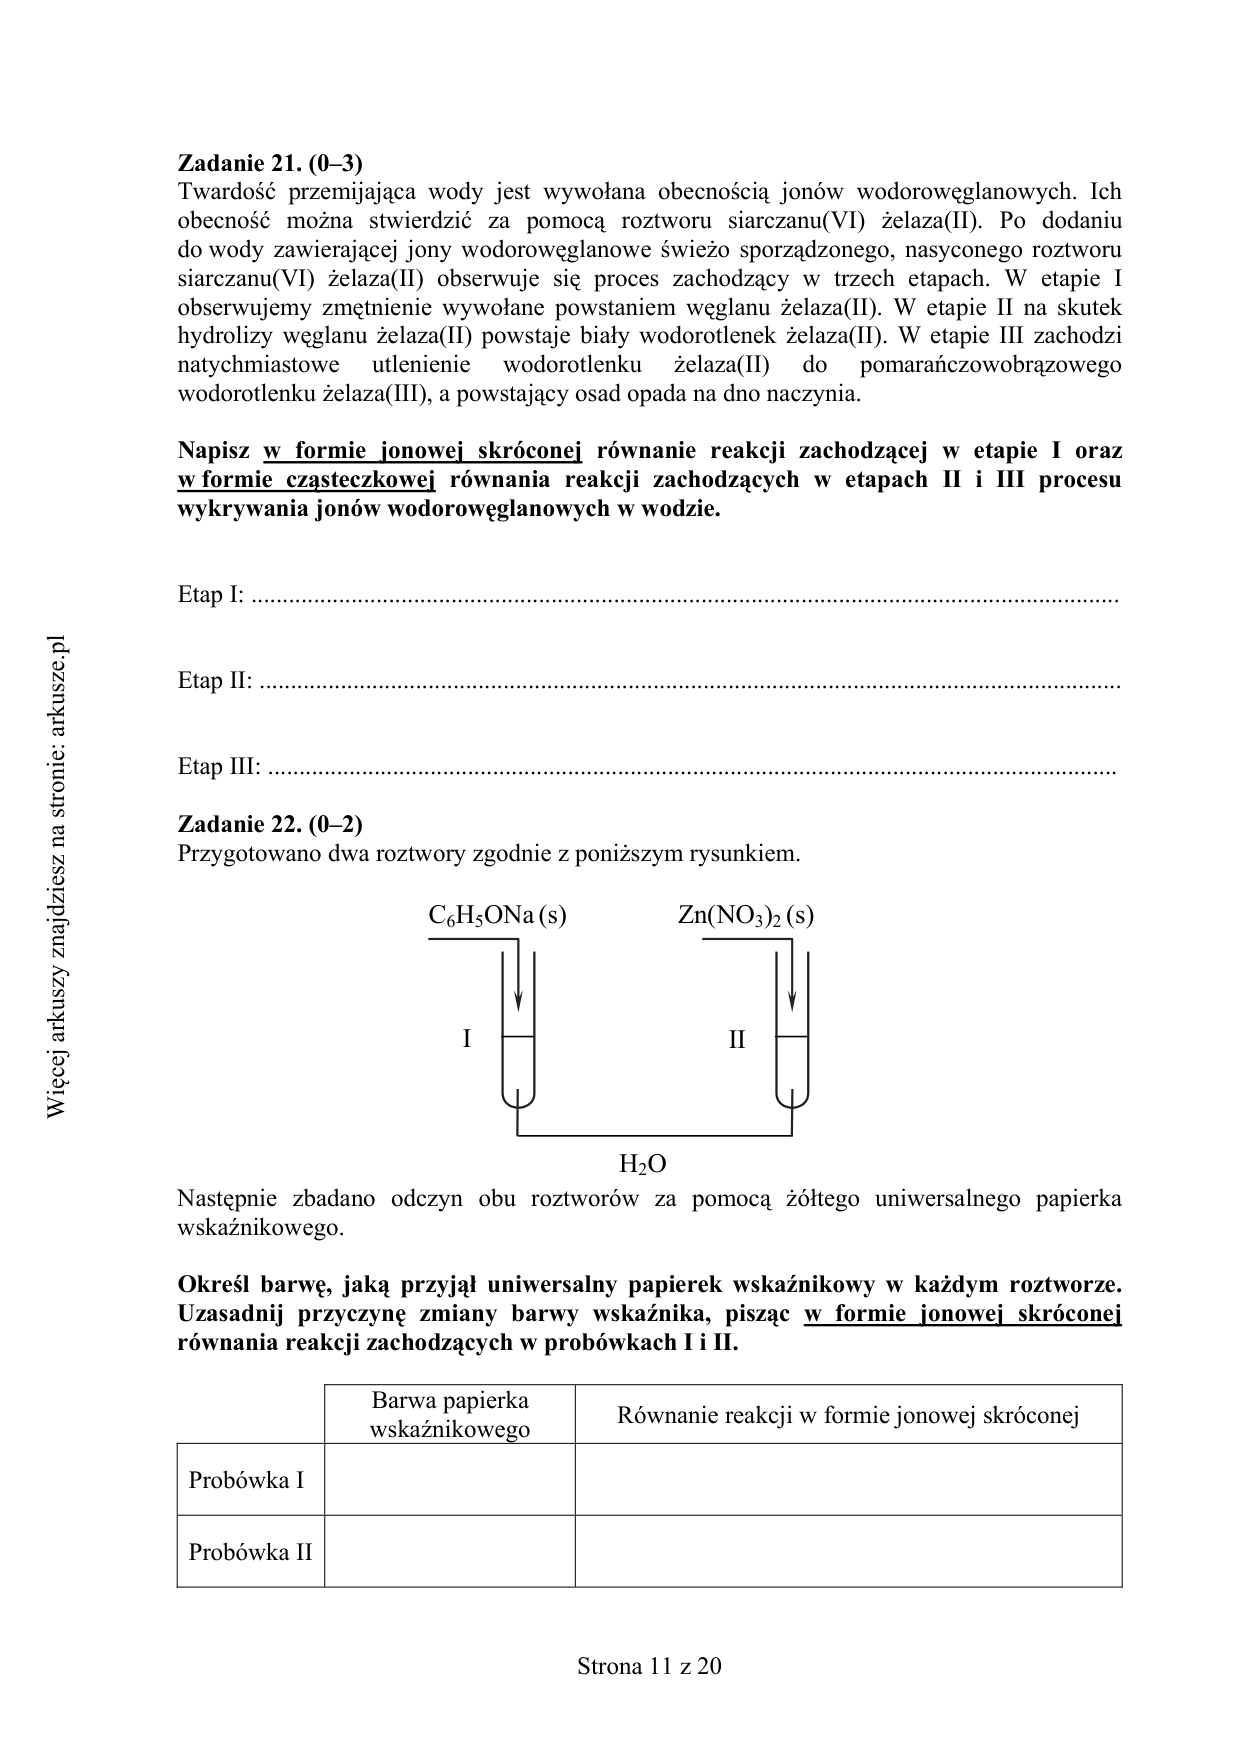 Zadanie 21. (0–3)
Twardość przemijająca wody jest wywołana obecnością jonów wodorowęglanowych. Ich
obecność można stwierdzić za pomocą roztworu siarczanu(VI) żelaza(II). Po dodaniu
do wody zawierającej jony wodorowęglanowe świeżo sporządzonego, nasyconego roztworu
siarczanu(VI) żelaza(II) obserwuje się proces zachodzący w trzech etapach. W etapie I
obserwujemy zmętnienie wywołane powstaniem węglanu żelaza(II). W etapie II na skutek
hydrolizy węglanu żelaza(II) powstaje biały wodorotlenek żelaza(II). W etapie III zachodzi
natychmiastowe utlenienie wodorotlenku żelaza(II) do pomarańczowobrązowego
wodorotlenku żelaza(III), a powstający osad opada na dno naczynia.
Napisz w formie jonowej skróconej równanie reakcji zachodzącej w etapie I oraz
w formie cząsteczkowej równania reakcji zachodzących w etapach II i III procesu
wykrywania jonów wodorowęglanowych w wodzie.
Etap I: ..........................................................................................................................................
Etap II: .........................................................................................................................................
Etap III: .......................................................................................................................................
Zadanie 22. (0–2)
Przygotowano dwa roztwory zgodnie z poniższym rysunkiem.
C6H5ONa (s) Zn(NO3)2 (s)
I II
H2O
Następnie zbadano odczyn obu roztworów za pomocą żółtego uniwersalnego papierka
wskaźnikowego.
Określ barwę, jaką przyjął uniwersalny papierek wskaźnikowy w każdym roztworze.
Uzasadnij przyczynę zmiany barwy wskaźnika, pisząc w formie jonowej skróconej
równania reakcji zachodzących w probówkach I i II.
Barwa papierka
wskaźnikowego
Równanie reakcji w formie jonowej skróconej
Probówka I
Probówka II
Strona 11 z 20
Więcej arkuszy znajdziesz na stronie: arkusze.pl